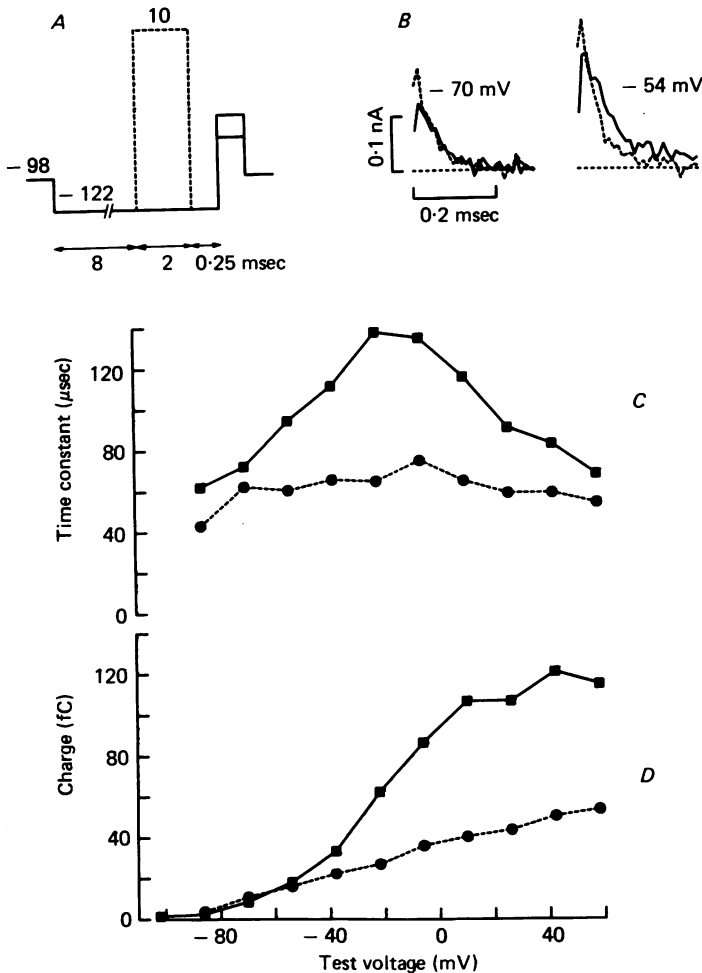 A
10
– 98
– 122
8
2
0·25 msec
B
– 70 mV
– 54 mV
0·1 nA
0·2 msec
C
Time constant (μsec)
120
80
40
0
D
Charge (fC)
120
80
40
0
– 80
– 40
0
40
Test voltage (mV)